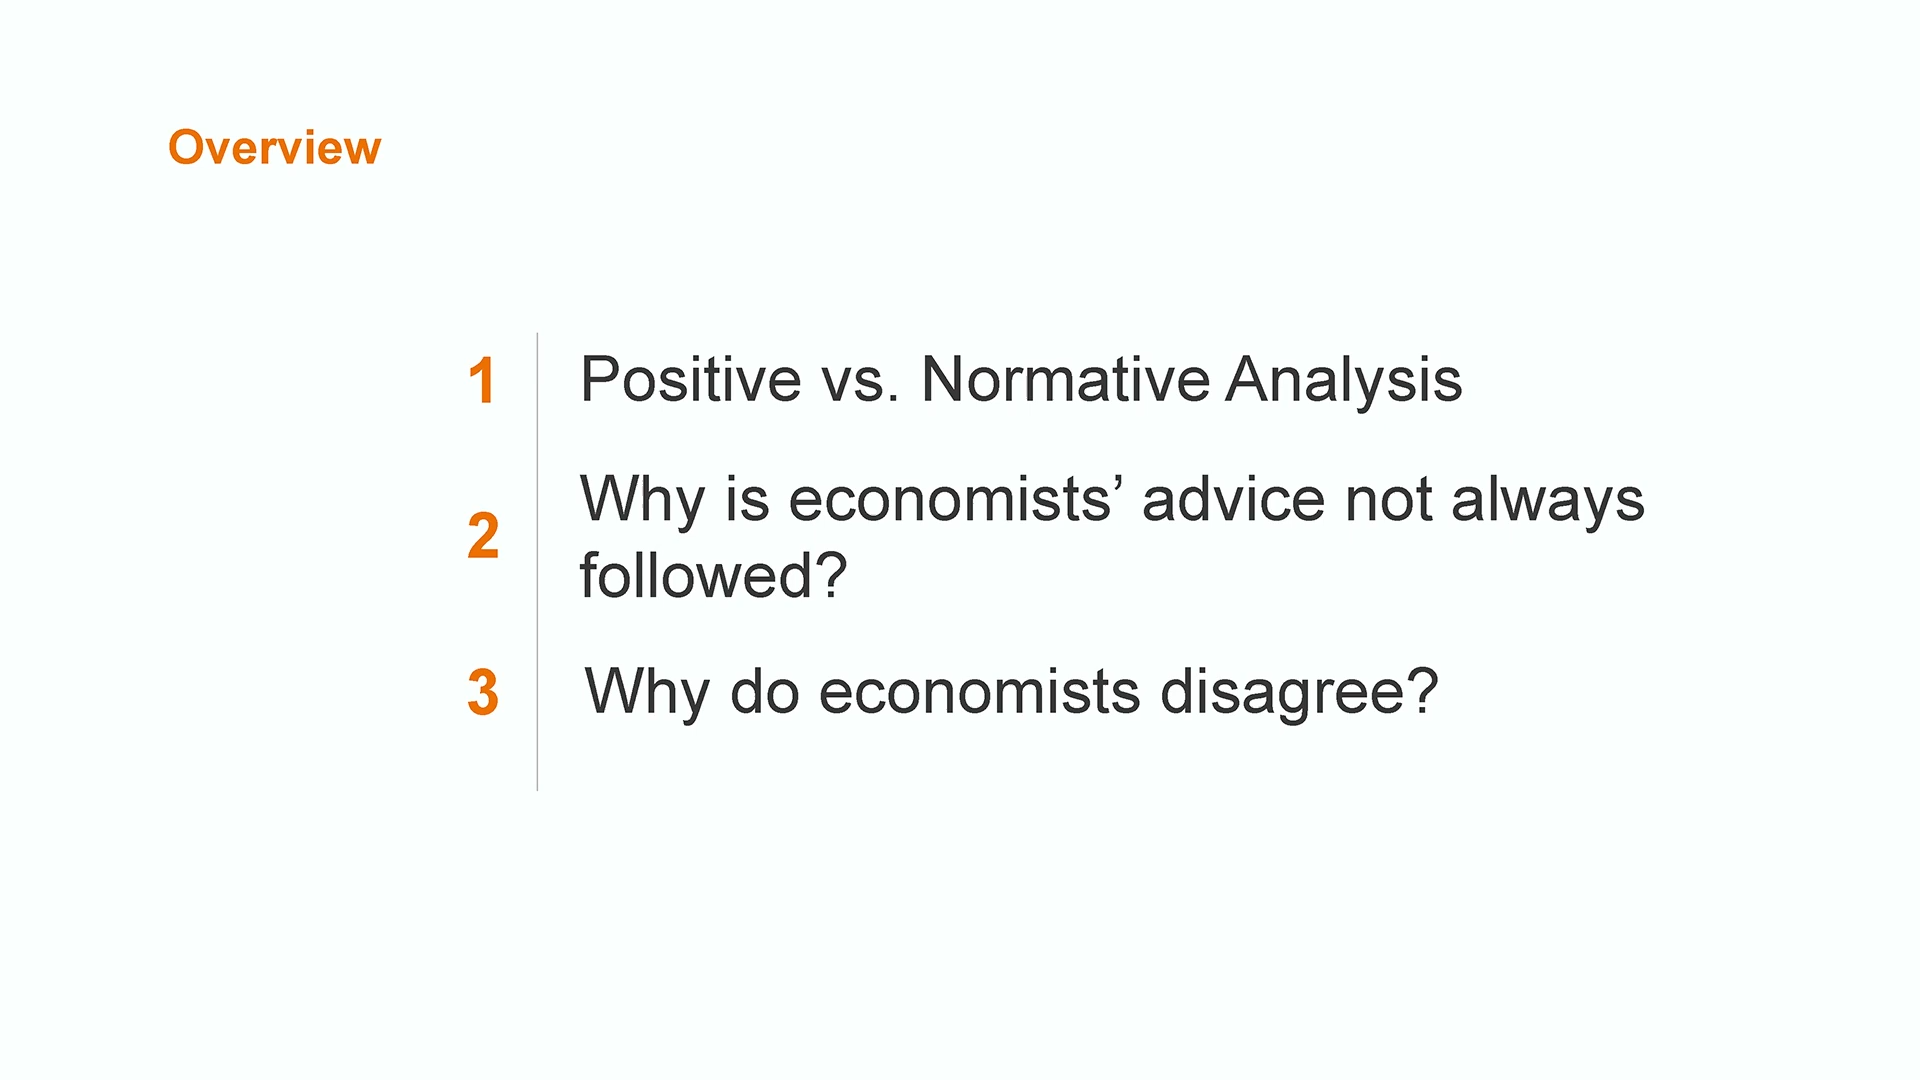 Overview
1 Positive vs. Normative Analysis
2 Why is economists’ advice not always
followed?
3 Why do economists disagree?